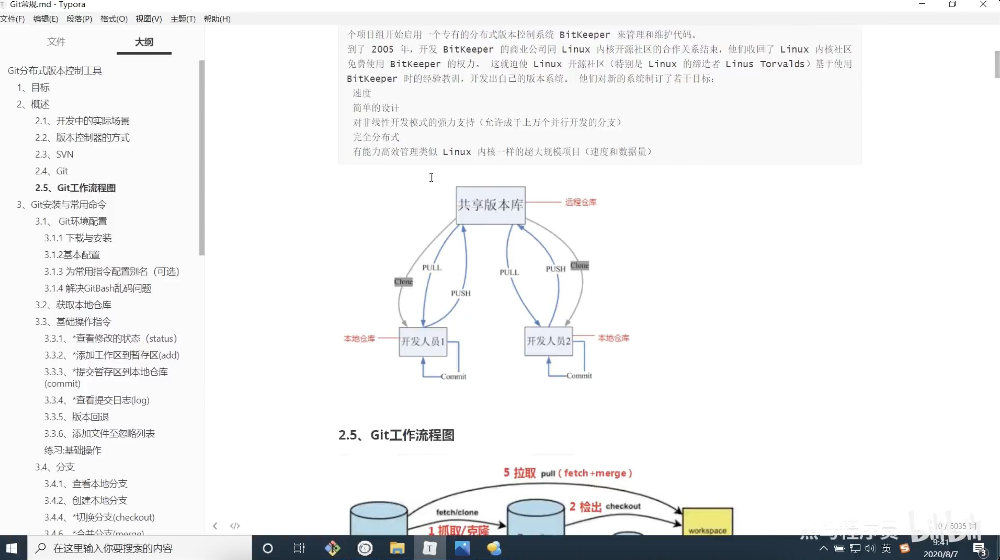 Git常规.md - Typora
文件(F) 编辑(E) 段落(P) 格式(O) 视图(V) 主题(T) 帮助(H)
文件 大纲
Git分布式版本控制工具
1、目标
2、概述
2.1、开发中的实际场景
2.2、版本控制器的方式
2.3、SVN
2.4、Git
2.5、Git工作流程图
3、Git安装与常用命令
3.1、 Git环境配置
3.1.1 下载与安装
3.1.2基本配置
3.1.3 为常用指令配置别名（可选）
3.1.4 解决GitBash乱码问题
3.2、获取本地仓库
3.3、基础操作指令
3.3.1、*查看修改的状态（status）
3.3.2、*添加工作区到暂存区(add)
3.3.3、*提交暂存区到本地仓库
(commit)
3.3.4、*查看提交日志(log)
3.3.5、版本回退
3.3.6、添加文件至忽略列表
练习:基础操作
3.4、分支
3.4.1、查看本地分支
3.4.2、创建本地分支
3.4.4、*切换分支(checkout)
3.4.6、*合并分支(merge)
个项目组开始启用一个专有的分布式版本控制系统 BitKeeper 来管理和维护代码。
到了 2005 年，开发 BitKeeper 的商业公司同 Linux 内核开源社区的合作关系结束，他们收回了 Linux 内核社区
免费使用 BitKeeper 的权力。 这就迫使 Linux 开源社区（特别是 Linux 的缔造者 Linus Torvalds）基于使用
BitKeeper 时的经验教训，开发出自己的版本系统。 他们对新的系统制订了若干目标：
速度
简单的设计
对非线性开发模式的强力支持（允许成千上万个并行开发的分支）
完全分布式
有能力高效管理类似 Linux 内核一样的超大规模项目（速度和数据量）
共享版本库
远程仓库
PULL
PUSH
Clone
PULL
PUSH
Clone
本地仓库
开发人员1
开发人员2
本地仓库
Commit
Commit
2.5、Git工作流程图
5 拉取 pull（fetch+merge）
fetch/clone
1 抓取/克隆
2 检出 checkout
workspace
10 / 6035 词
黑马程序员
bilibili
在这里输入你要搜索的内容
英
9:41
2020/8/7
3